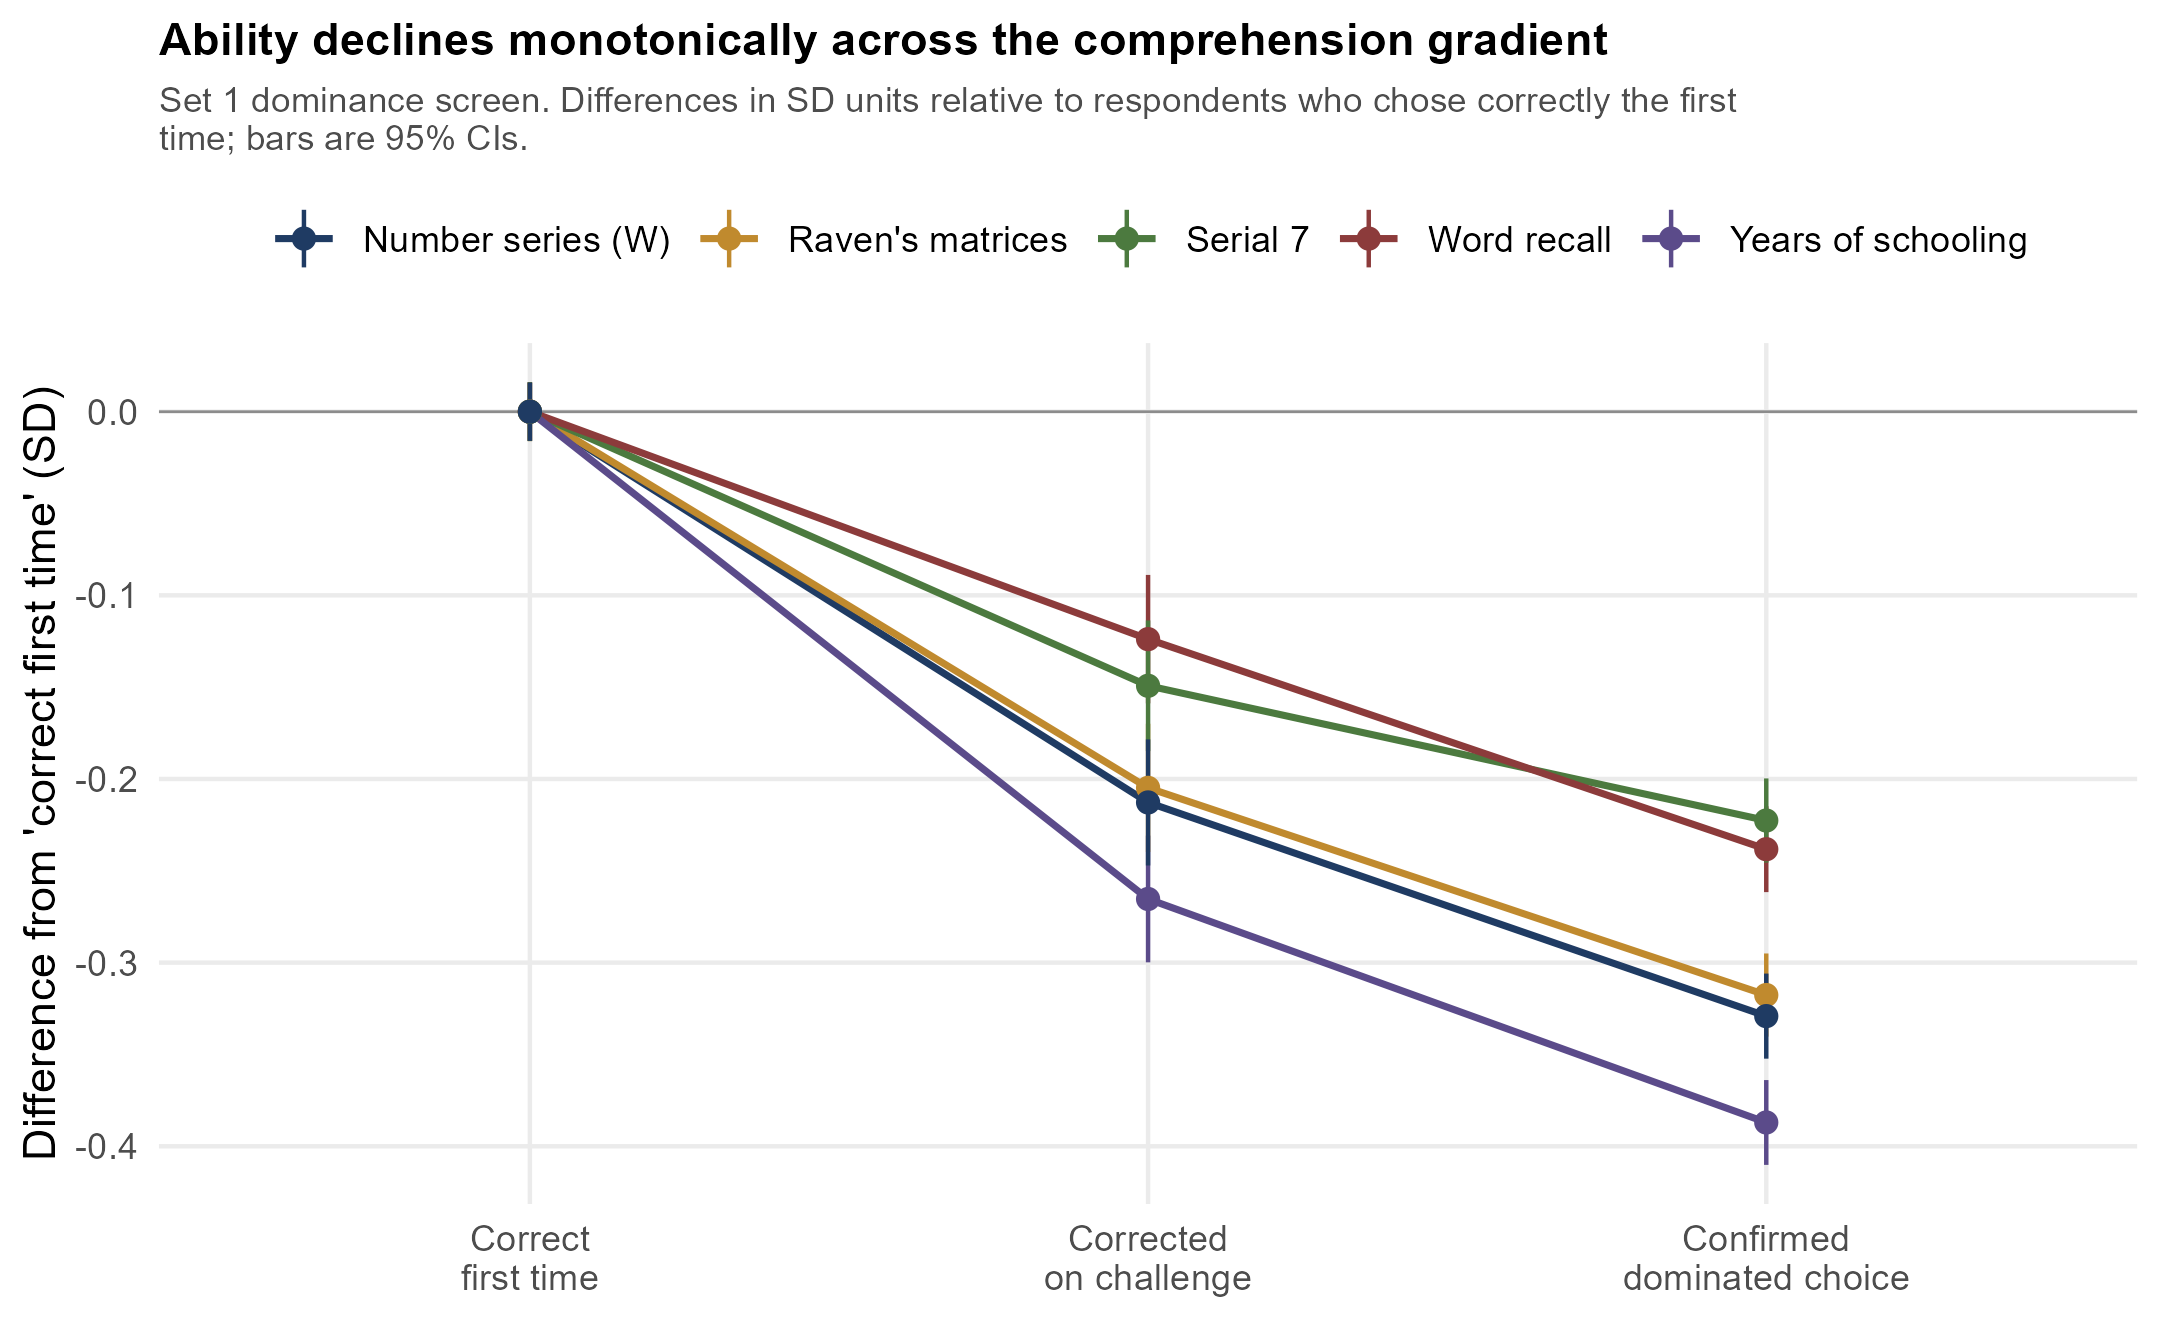 Ability declines monotonically across the comprehension gradient
Set 1 dominance screen. Differences in SD units relative to respondents who chose correctly the first
time; bars are 95% CIs.
Number series (W) Raven's matrices Serial 7 Word recall Years of schooling
Difference from 'correct first time' (SD)
0.0
-0.1
-0.2
-0.3
-0.4
Correct
first time
Corrected
on challenge
Confirmed
dominated choice